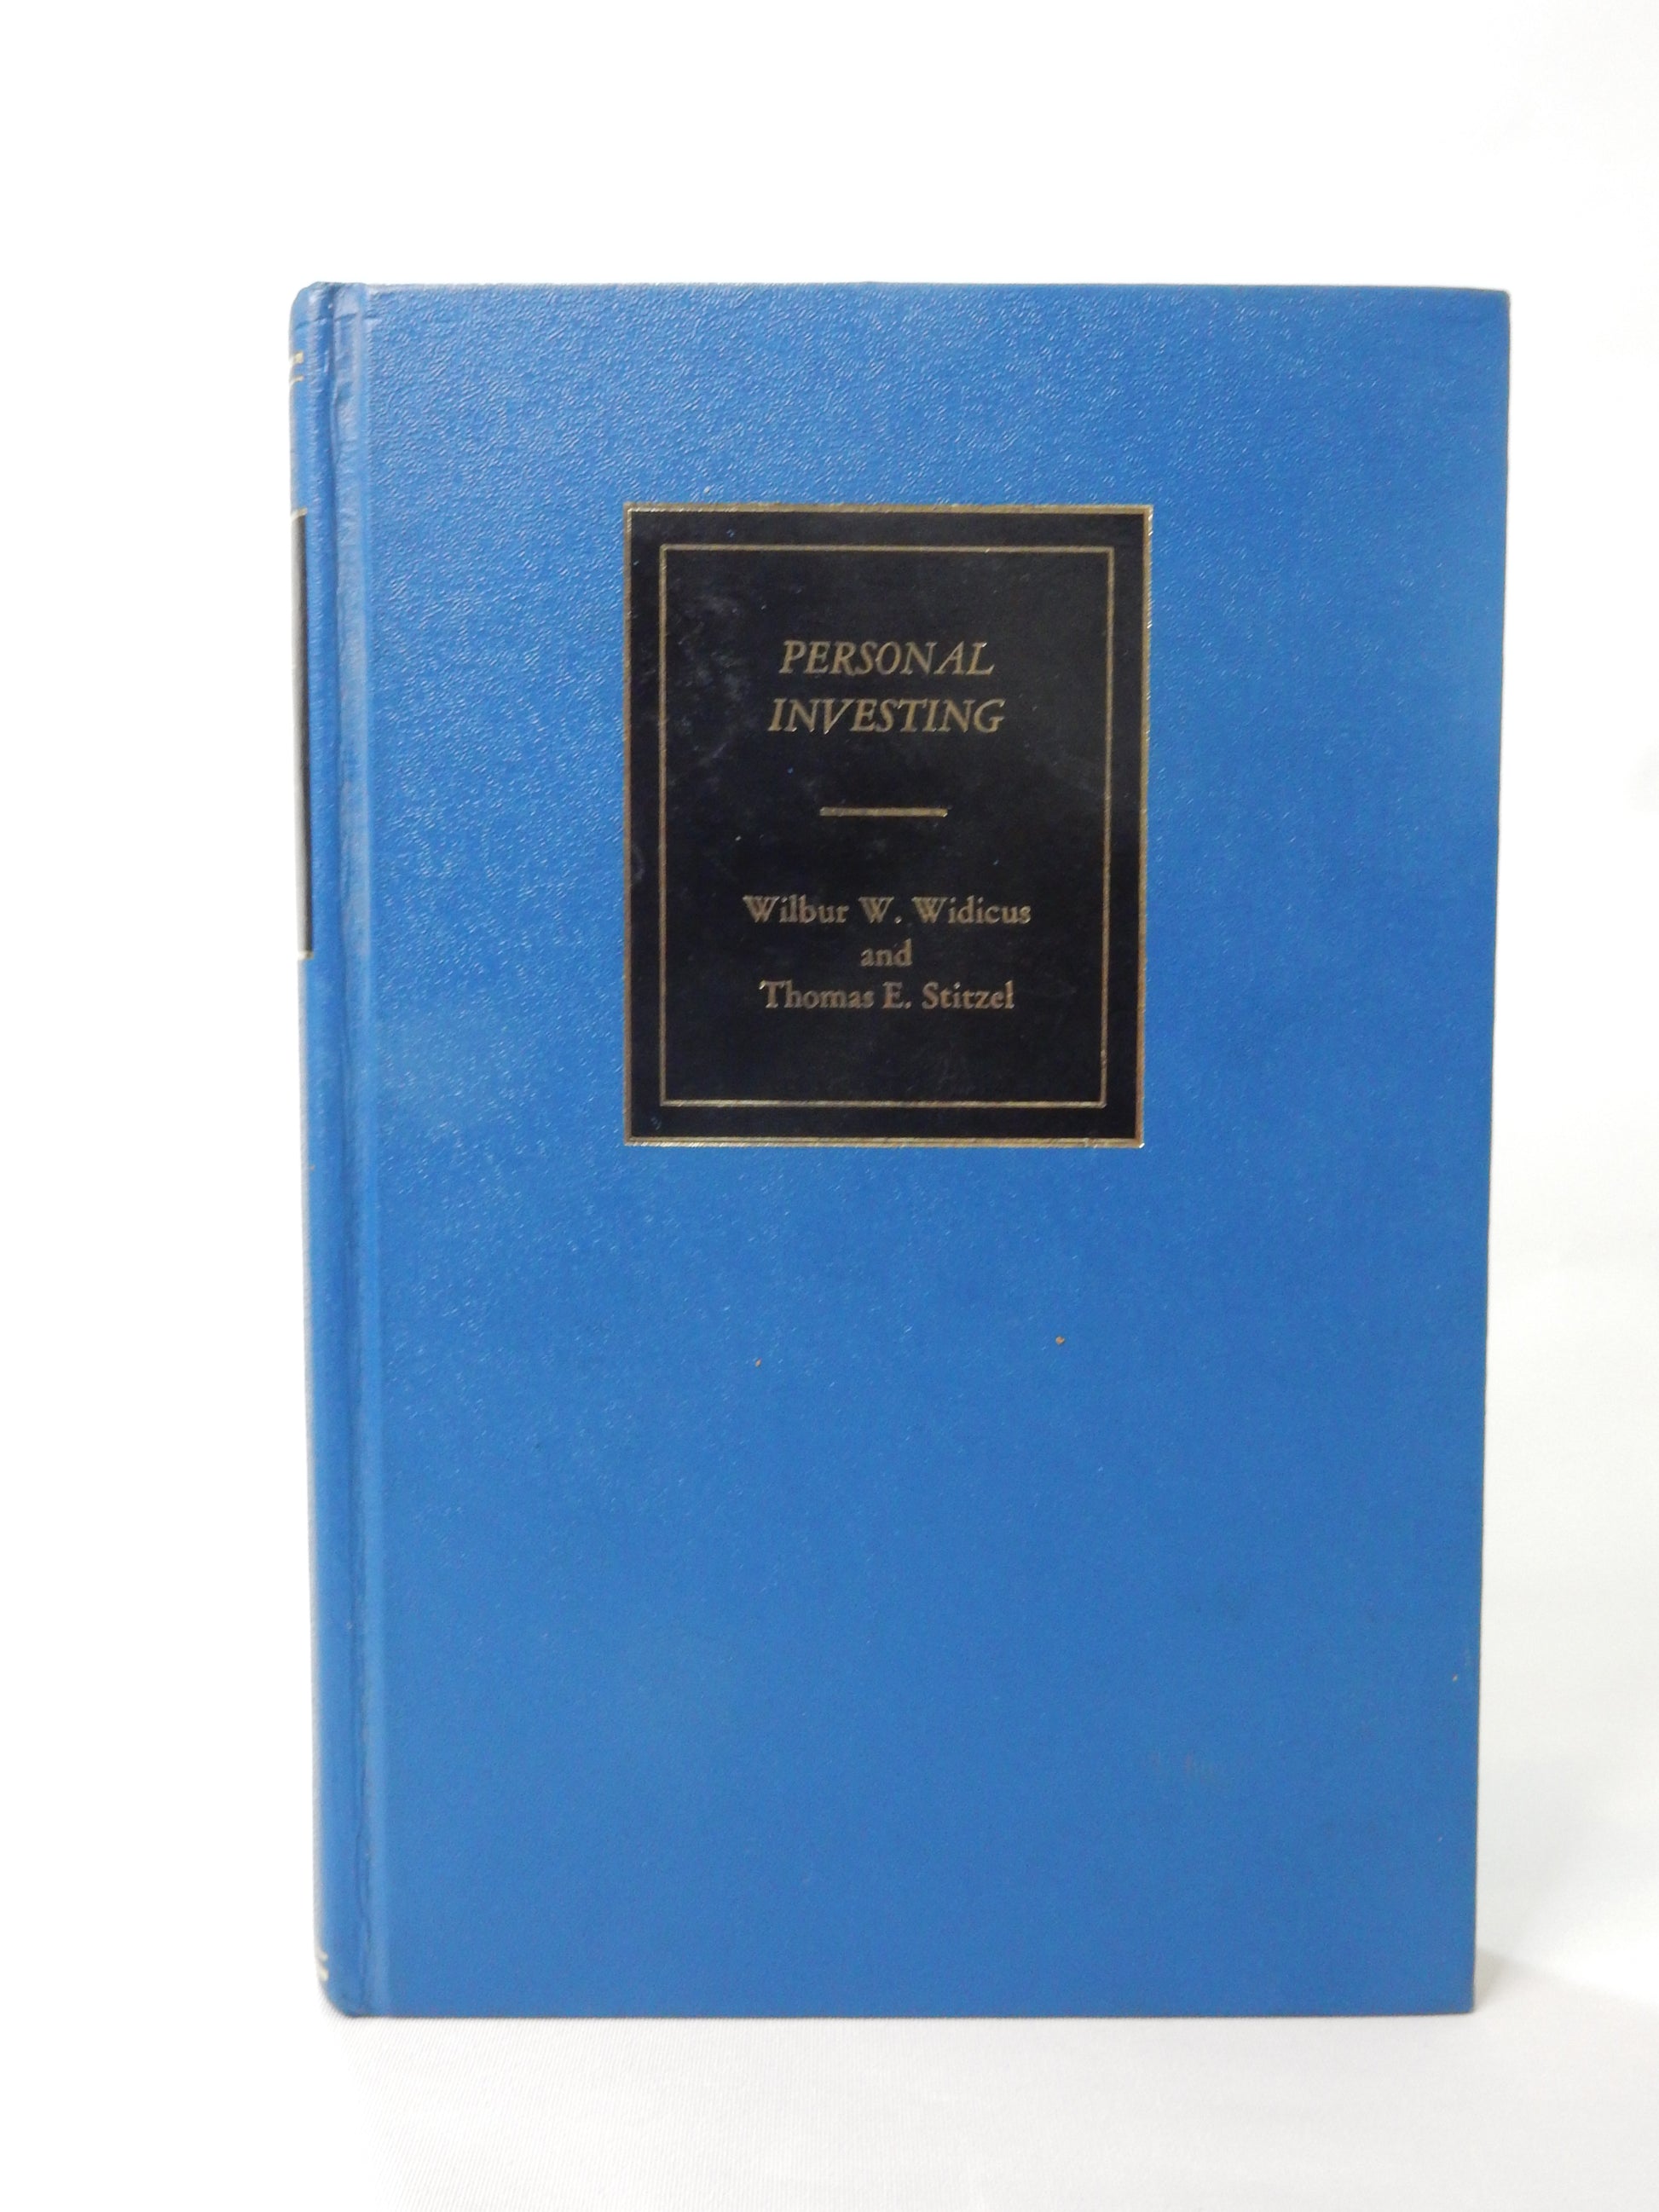 PERSONAL
INVESTING
Wilbur W. Widicus
and
Thomas E. Stitzel